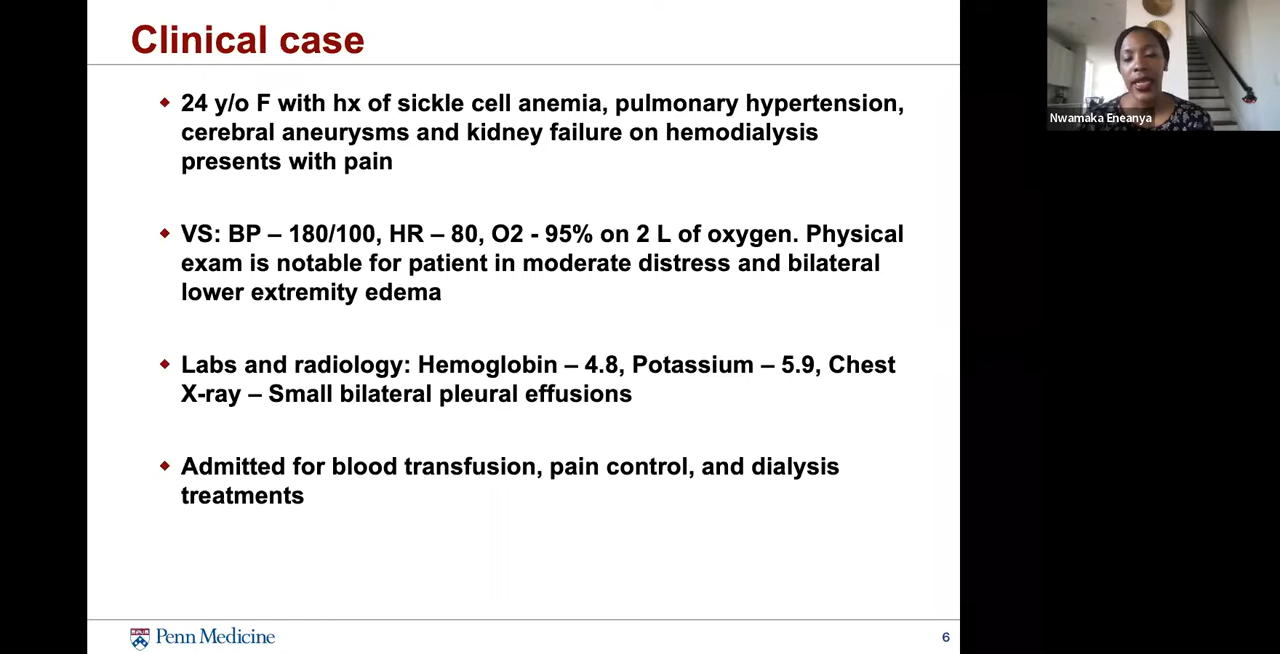 Clinical case
24 y/o F with hx of sickle cell anemia, pulmonary hypertension,
cerebral aneurysms and kidney failure on hemodialysis
presents with pain
VS: BP – 180/100, HR – 80, O2 - 95% on 2 L of oxygen. Physical
exam is notable for patient in moderate distress and bilateral
lower extremity edema
Labs and radiology: Hemoglobin – 4.8, Potassium – 5.9, Chest
X-ray – Small bilateral pleural effusions
Admitted for blood transfusion, pain control, and dialysis
treatments
Penn Medicine
6
Nwamaka Eneanya